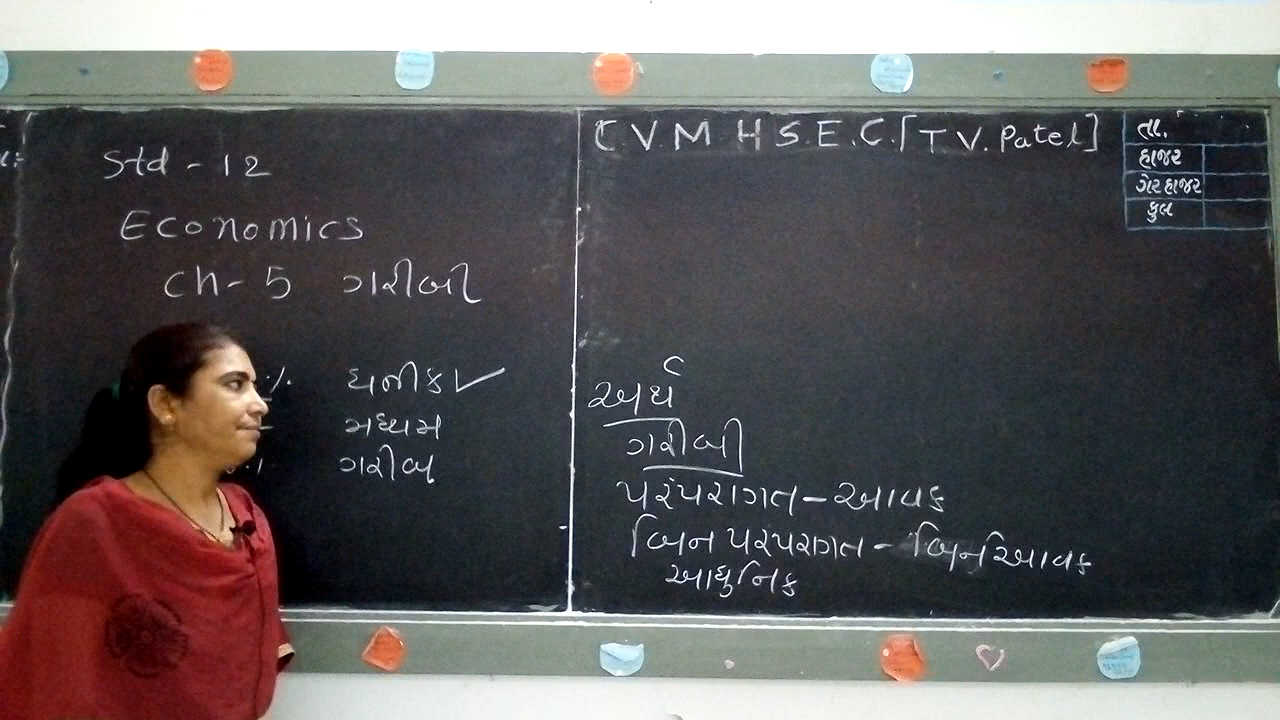 Std - 12
Economics
Ch - 5 ગરીબી
% ધનીક
મધ્યમ
ગરીબ
C V. M H S. E. C. [T V. Patel]
તા.
હાજર
ગેરહાજર
કુલ
અર્થ
ગરીબી
પરંપરાગત - આવક
બિન પરંપરાગત - બિનઆવક
આધુનિક